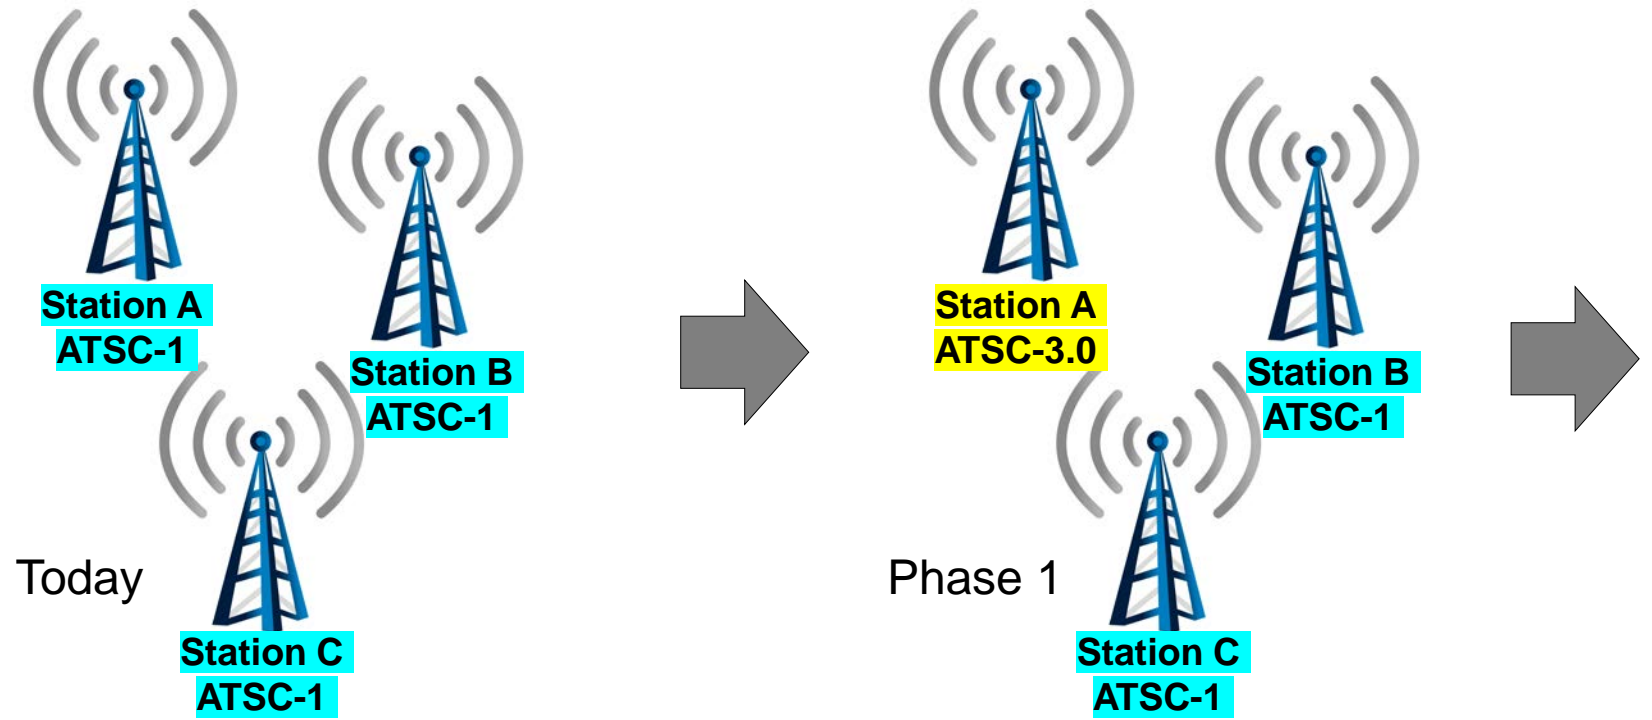 Station A
ATSC-1
Station B
ATSC-1
Today
Station C
ATSC-1
Station A
ATSC-3.0
Station B
ATSC-1
Phase 1
Station C
ATSC-1